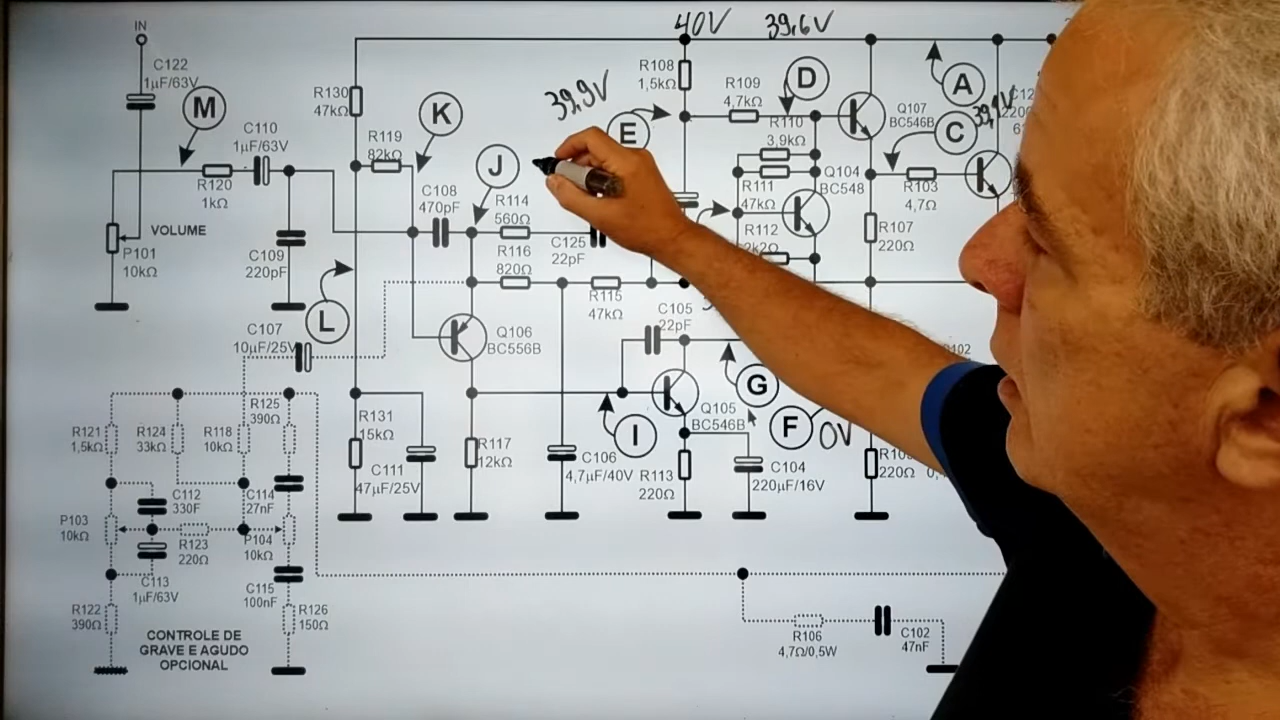 IN
40V
39,6V
C122
1µF/63V
M
C110
1µF/63V
R120
1kΩ
VOLUME
P101
10kΩ
C109
220pF
R130
47kΩ
R119
82kΩ
K
J
C108
470pF
R114
560Ω
R116
820Ω
C125
22pF
R115
47kΩ
39,9V
E
R108
1,5kΩ
R109
4,7kΩ
D
R110
3,9kΩ
R111
47kΩ
R112
Q104
BC548
Q107
BC546B
A
C
39,1V
R103
4,7Ω
R107
220Ω
L
C107
10µF/25V
Q106
BC556B
C105
22pF
G
F
0V
Q105
BC546B
I
R131
15kΩ
C111
47µF/25V
R117
12kΩ
C106
4,7µF/40V
R113
220Ω
C104
220µF/16V
220Ω
R121
1,5kΩ
R124
33kΩ
R118
10kΩ
R125
390Ω
C112
330F
C114
27nF
P103
10kΩ
R123
220Ω
P104
10kΩ
C113
1µF/63V
C115
100nF
R122
390Ω
R126
150Ω
CONTROLE DE
GRAVE E AGUDO
OPCIONAL
R106
4,7Ω/0,5W
C102
47nF